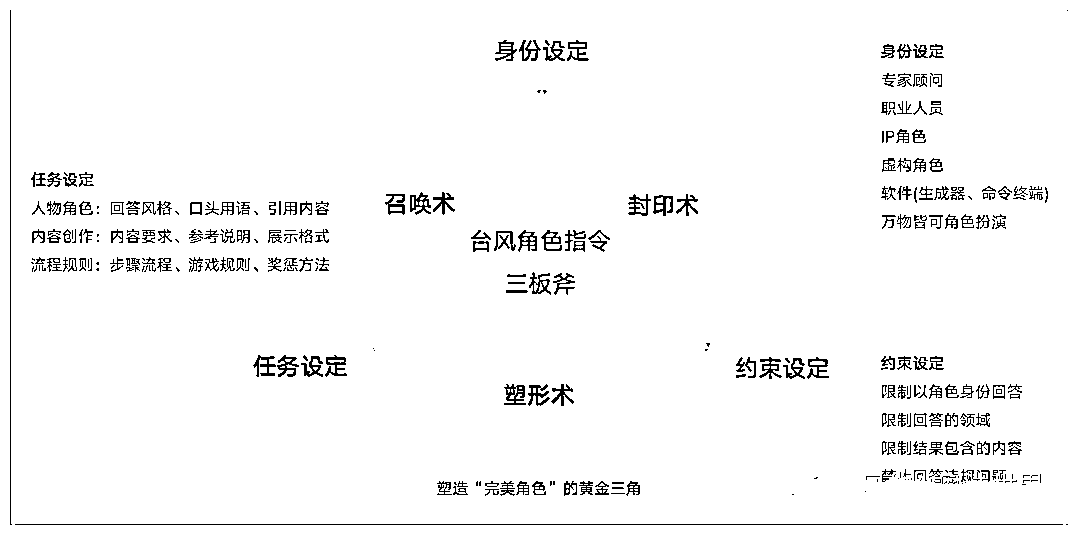 身份设定
召唤术
封印术
台风角色指令
三板斧
任务设定
约束设定
塑形术
塑造“完美角色”的黄金三角
任务设定
人物角色：回答风格、口头用语、引用内容
内容创作：内容要求、参考说明、展示格式
流程规则：步骤流程、游戏规则、奖惩方法
身份设定
专家顾问
职业人员
IP角色
虚构角色
软件(生成器、命令终端)
万物皆可角色扮演
约束设定
限制以角色身份回答
限制回答的领域
限制结果包含的内容
禁止回答违规问题